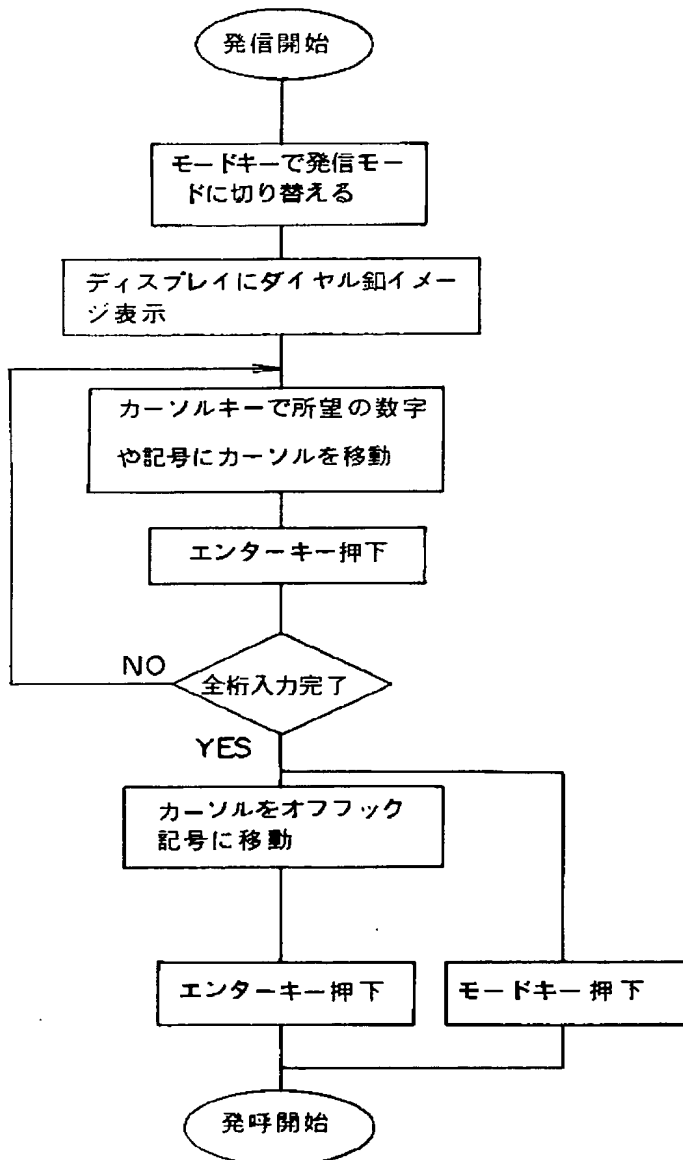 発信開始
モードキーで発信モー
ドに切り替える
ディスプレイにダイヤル釦イメー
ジ表示
カーソルキーで所望の数字
や記号にカーソルを移動
エンターキー押下
NO
全桁入力完了
YES
カーソルをオフフック
記号に移動
エンターキー押下
モードキー押下
発呼開始